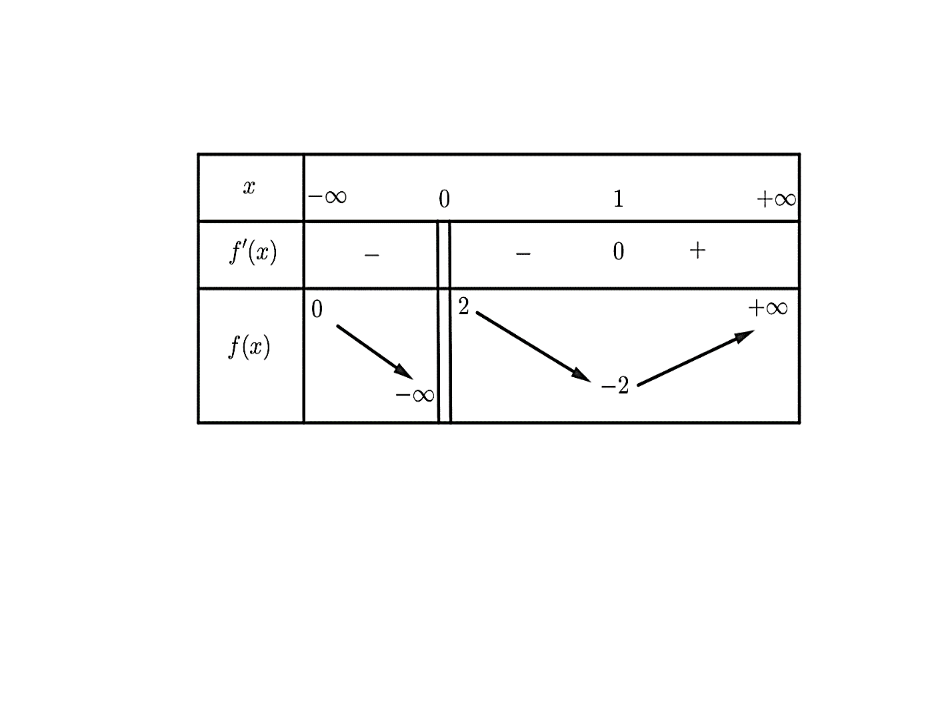 x −∞ 0 1 +∞
f′(x) − − 0 +
0 2 +∞
f(x)
−∞ −2